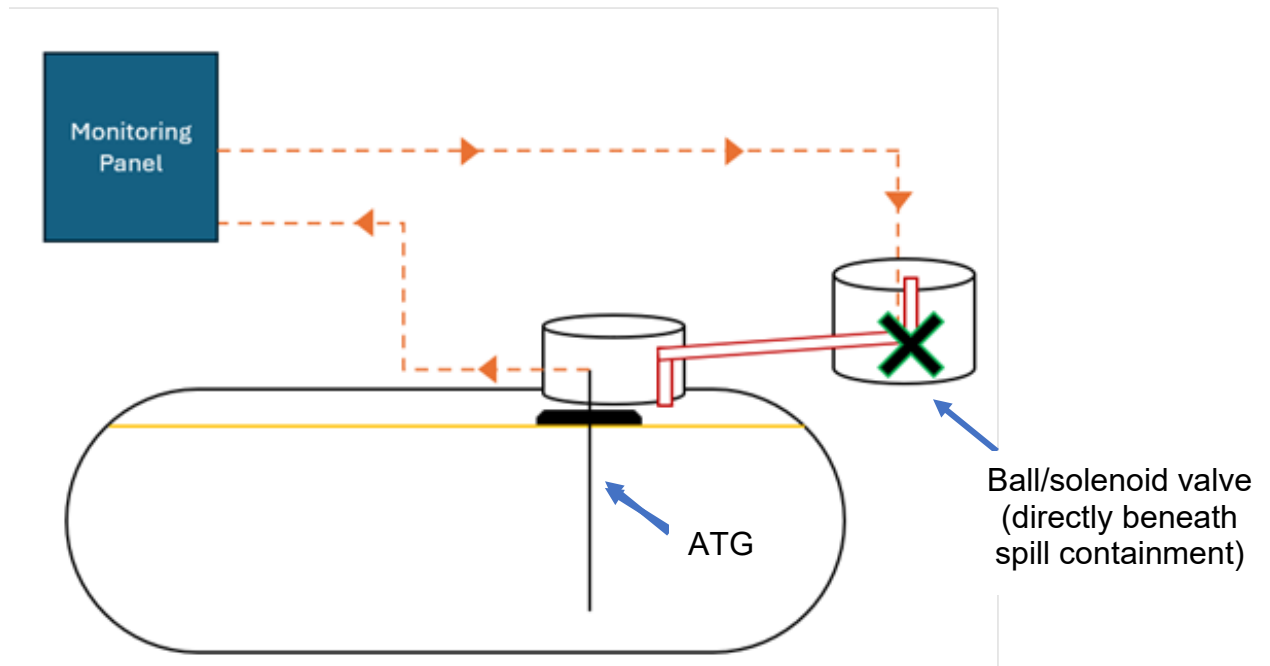 Monitoring
Panel
Ball/solenoid valve
(directly beneath
spill containment)
ATG